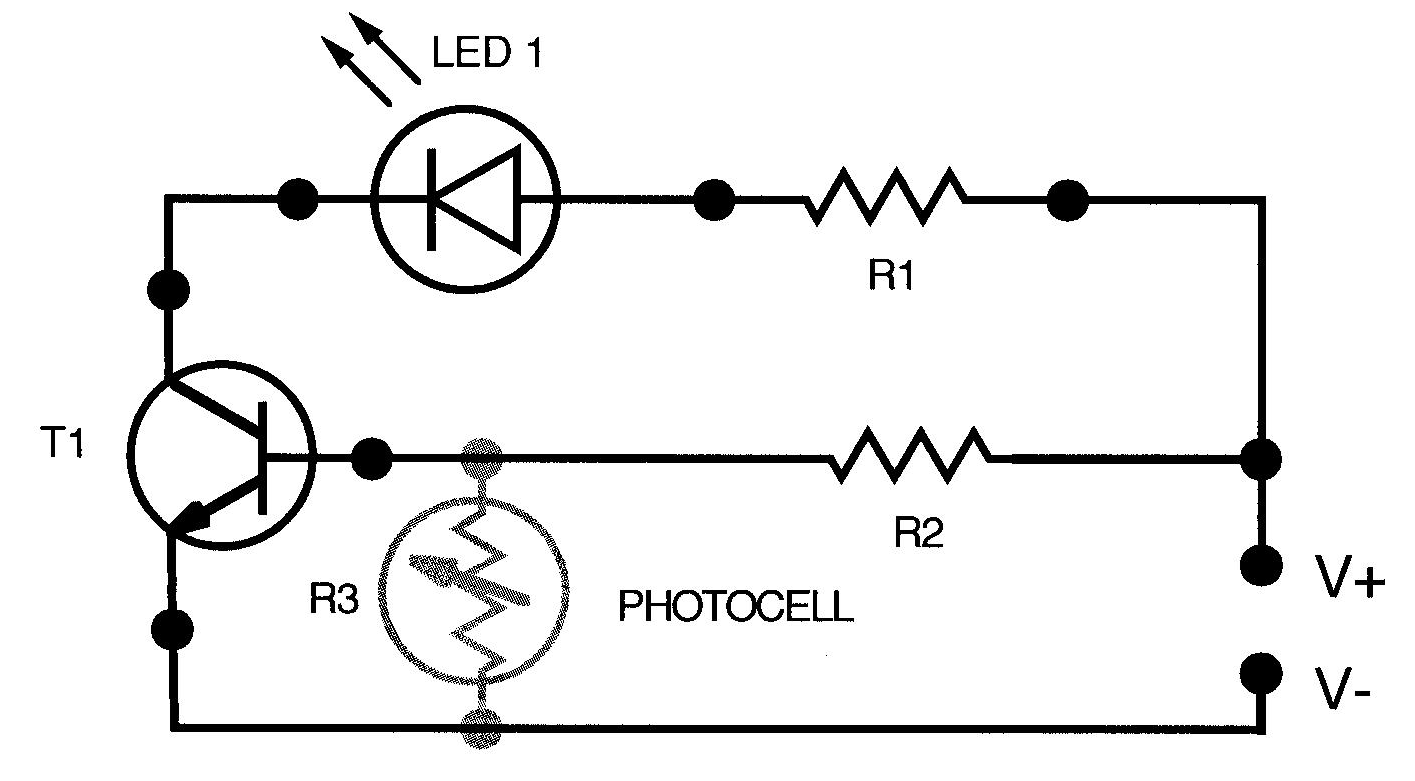 LED 1
R1
T1
R2
R3
PHOTOCELL
V+
V-